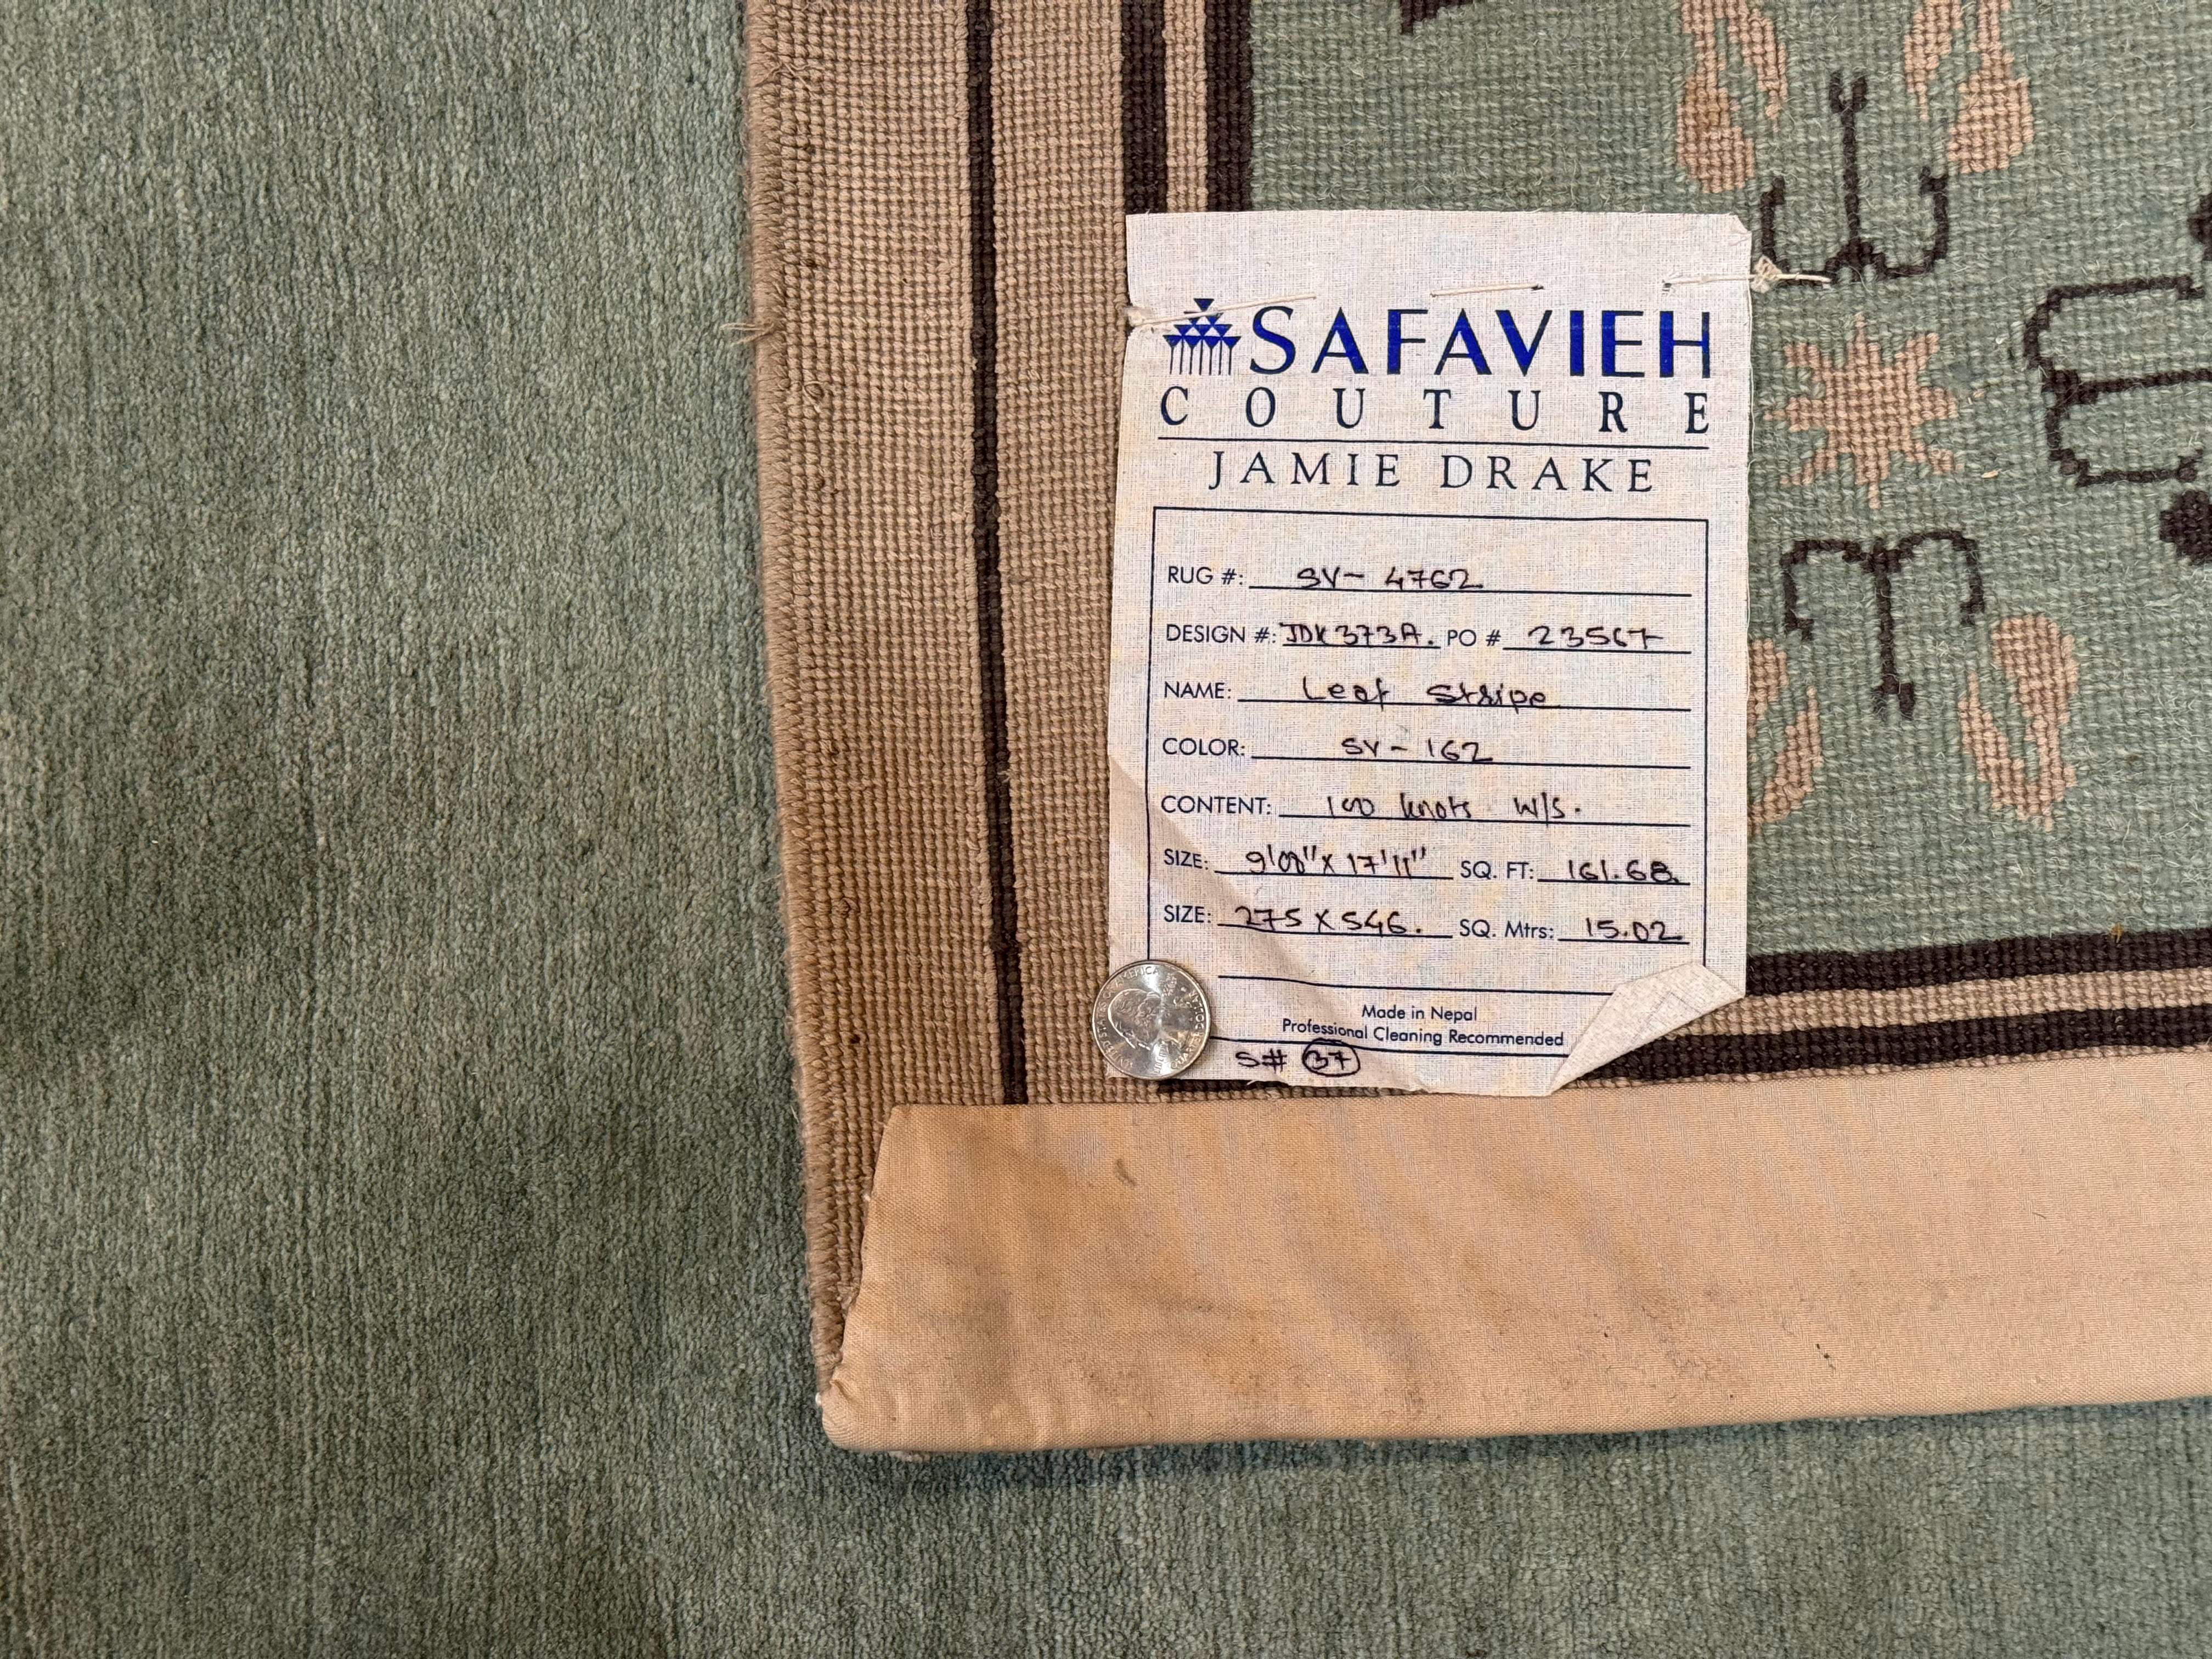 SAFAVIEH
COUTURE
JAMIE DRAKE
RUG #: SV- 4762
DESIGN #: JDK373A. PO # 23567
NAME: Leaf Stripe
COLOR: SV - 162
CONTENT: 100 knots W/S.
SIZE: 9'00" X 17'11" SQ. FT: 161.68
SIZE: 275 X 546. SQ. Mtrs: 15.02
Made in Nepal
Professional Cleaning Recommended
S# 37